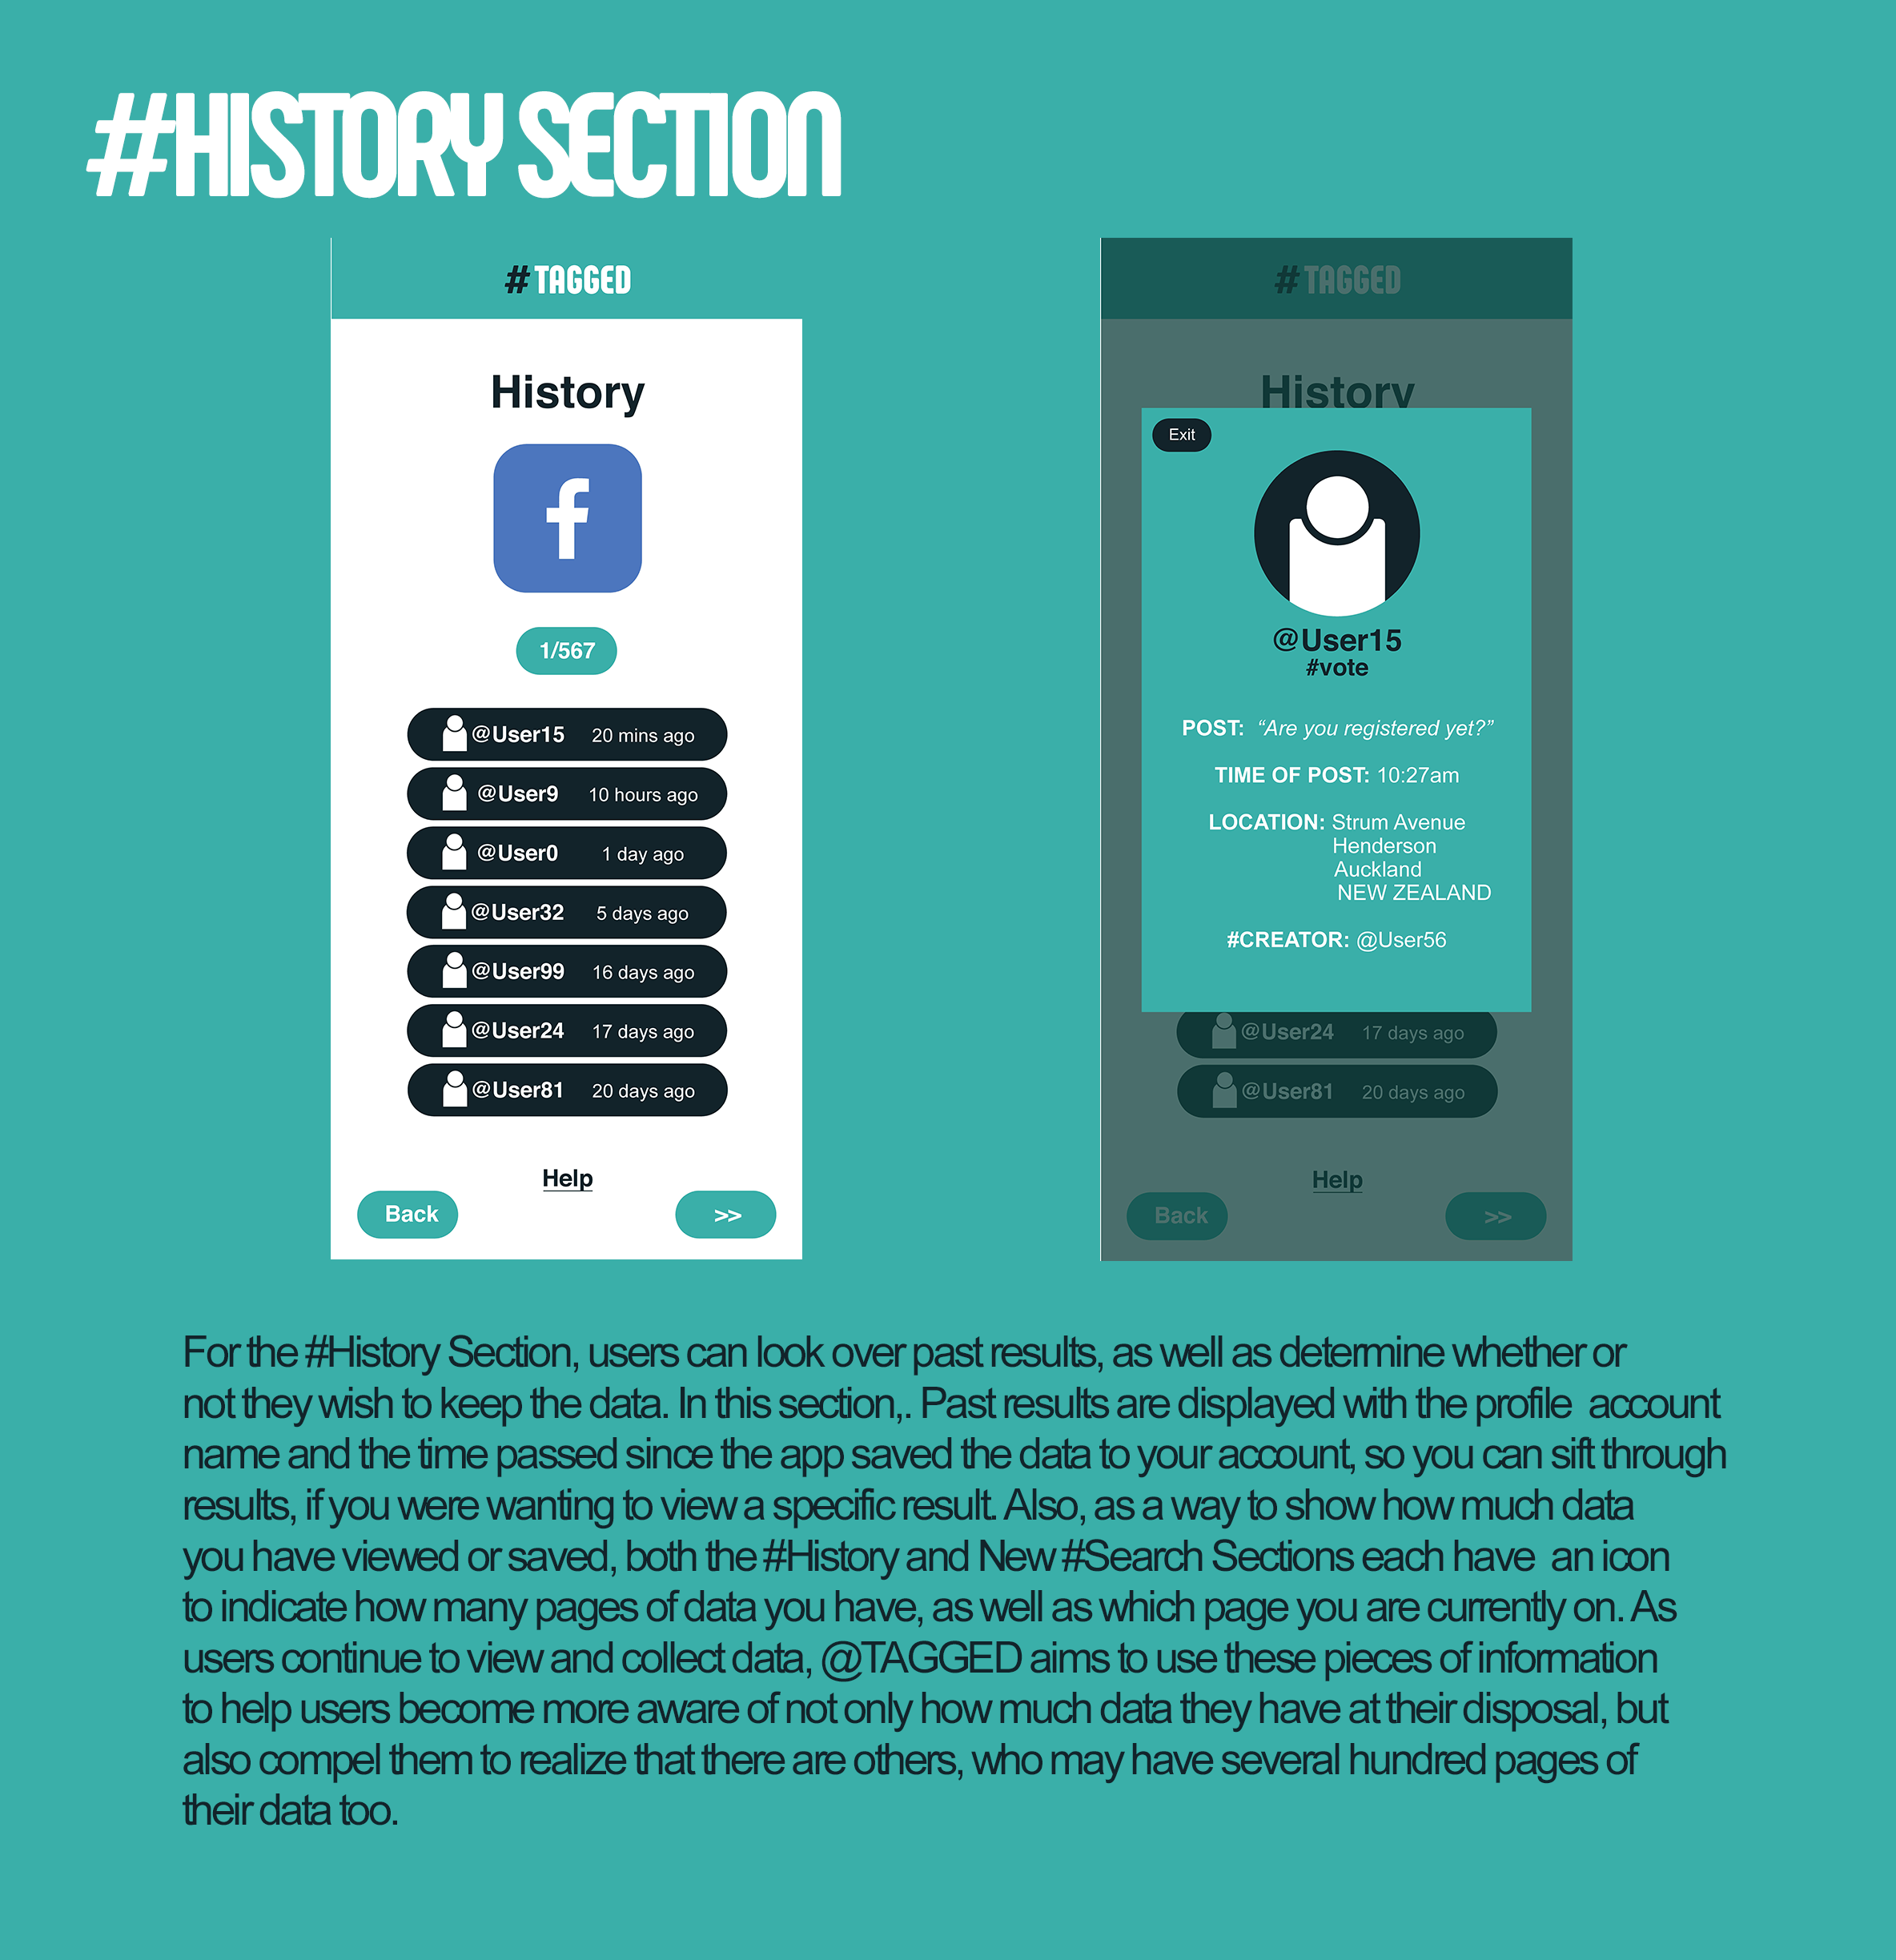 #HISTORY SECTION
#TAGGED
History
f
1/567
@User15 20 mins ago
@User9 10 hours ago
@User0 1 day ago
@User32 5 days ago
@User99 16 days ago
@User24 17 days ago
@User81 20 days ago
Help
Back >>
#TAGGED
History
Exit
@User15
#vote
POST: “Are you registered yet?”
TIME OF POST: 10:27am
LOCATION: Strum Avenue
Henderson
Auckland
NEW ZEALAND
#CREATOR: @User56
@User24 17 days ago
@User81 20 days ago
Help
Back >>
For the #History Section, users can look over past results, as well as determine whether or
not they wish to keep the data. In this section,. Past results are displayed with the profile account
name and the time passed since the app saved the data to your account, so you can sift through
results, if you were wanting to view a specific result. Also, as a way to show how much data
you have viewed or saved, both the #History and New #Search Sections each have an icon
to indicate how many pages of data you have, as well as which page you are currently on. As
users continue to view and collect data, @TAGGED aims to use these pieces of information
to help users become more aware of not only how much data they have at their disposal, but
also compel them to realize that there are others, who may have several hundred pages of
their data too.